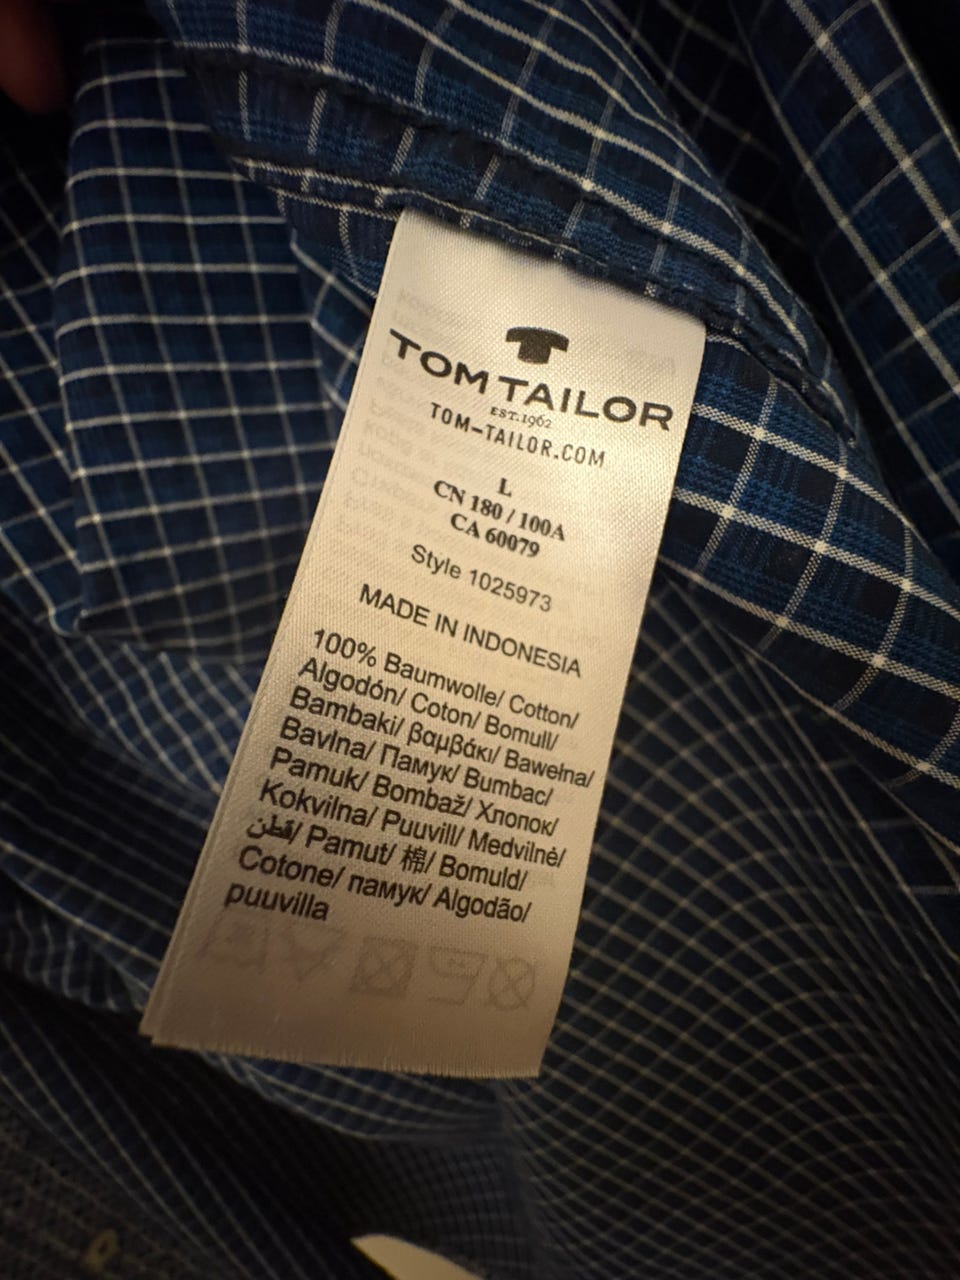 TOM TAILOR
EST.1962
TOM-TAILOR.COM
L
CN 180 / 100A
CA 60079
Style 1025973
MADE IN INDONESIA
100% Baumwolle/ Cotton/
Algodón/ Coton/ Bomull/
Bambaki/ βαμβάκι/ Bawełna/
Bavlna/ Памук/ Bumbac/
Pamuk/ Bombaž/ Хлопок/
Kokvilna/ Puuvill/ Medvilnė/
قطن/ Pamut/ 棉/ Bomuld/
Cotone/ памук/ Algodão/
puuvilla